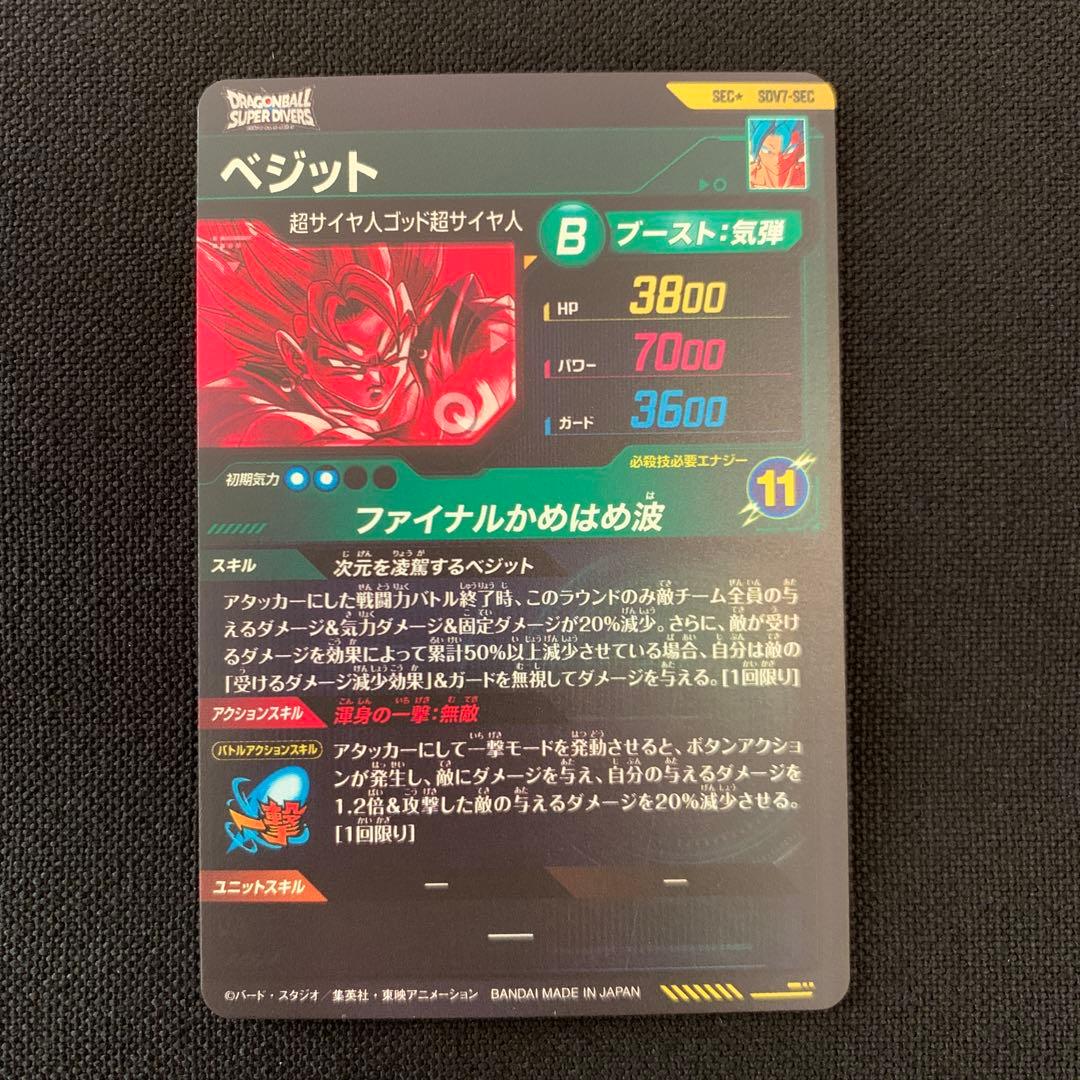 DRAGONBALL
SUPER DIVERS
SEC★ SDV7-SEC
ベジット
超サイヤ人ゴッド超サイヤ人
B ブースト:気弾
HP 3800
パワー 7000
ガード 3600
初期気力
必殺技必要エナジー
11
ファイナルかめはめ波
スキル 次元を凌駕するベジット
アタッカーにした戦闘力バトル終了時、このラウンドのみ敵チーム全員の与
えるダメージ&気力ダメージ&固定ダメージが20%減少。さらに、敵が受け
るダメージを効果によって累計50%以上減少させている場合、自分は敵の
「受けるダメージ減少効果」&ガードを無視してダメージを与える。[1回限り]
アクションスキル 渾身の一撃:無敵
バトルアクションスキル
一撃
アタッカーにして一撃モードを発動させると、ボタンアクショ
ンが発生し、敵にダメージを与え、自分の与えるダメージを
1.2倍&攻撃した敵の与えるダメージを20%減少させる。
[1回限り]
ユニットスキル ー ー
ー
©バード・スタジオ/集英社・東映アニメーション BANDAI MADE IN JAPAN